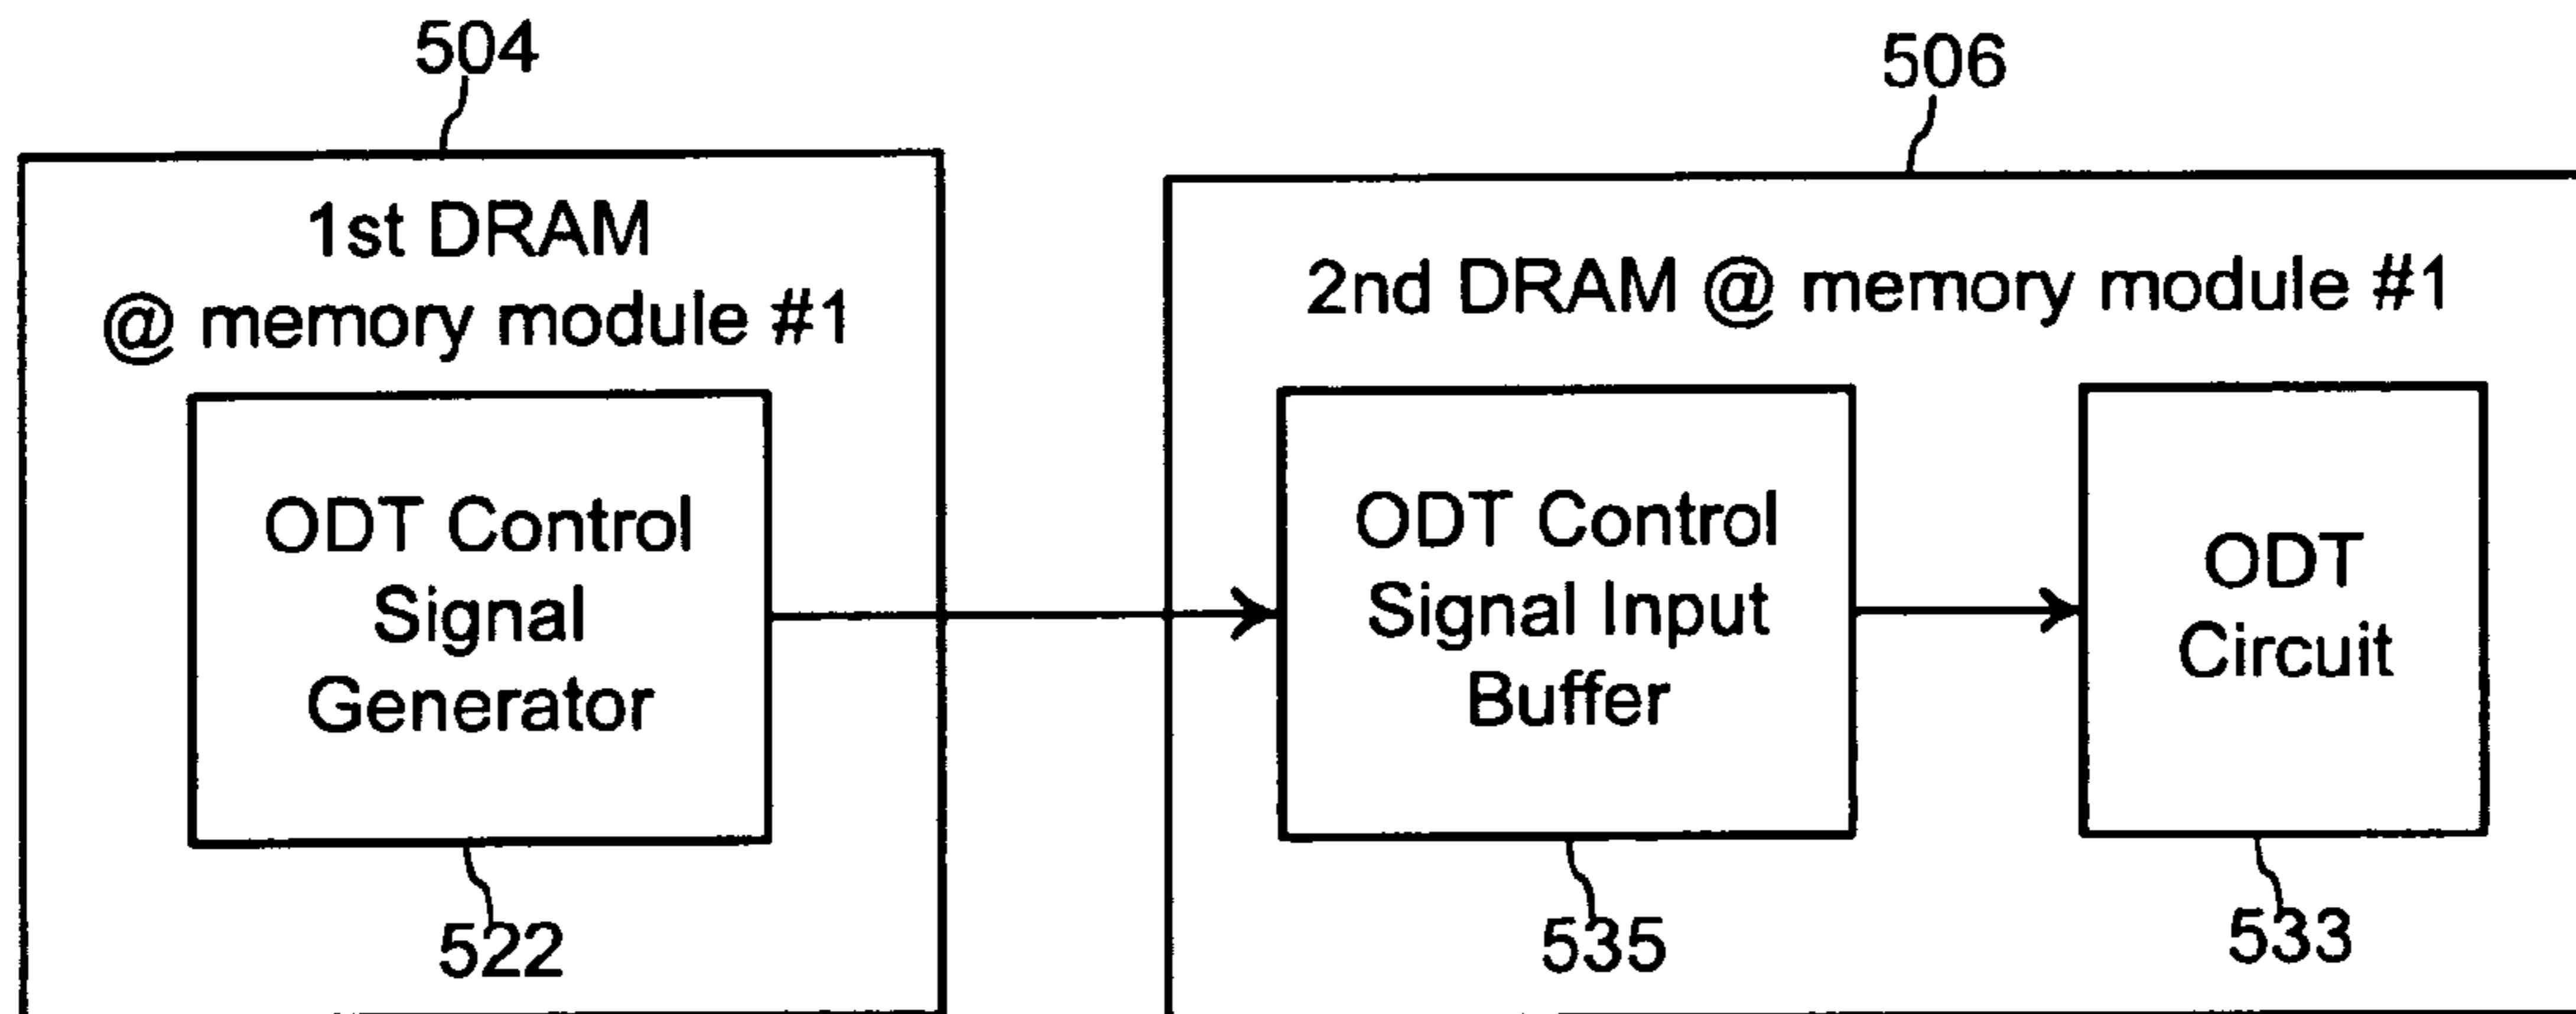 504
506
1st DRAM
@ memory module #1
2nd DRAM @ memory module #1
ODT Control
Signal
Generator
ODT Control
Signal Input
Buffer
ODT
Circuit
522
535
533